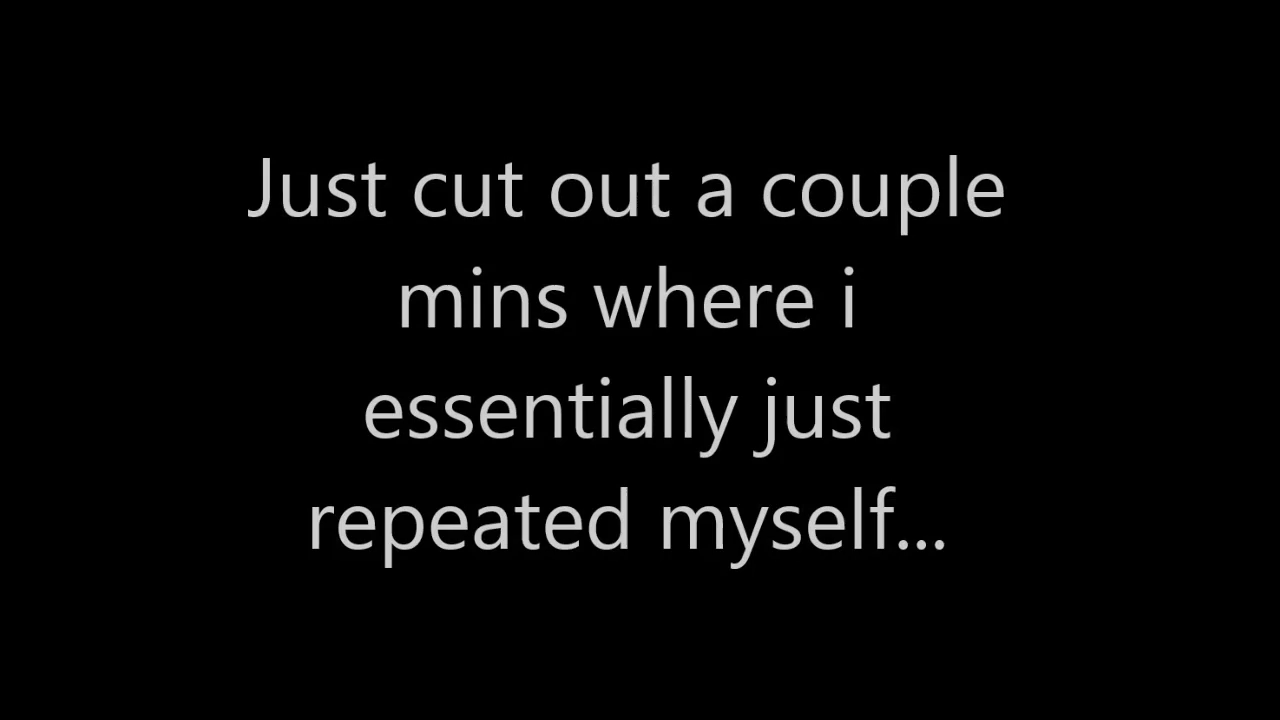 Just cut out a couple
mins where i
essentially just
repeated myself...